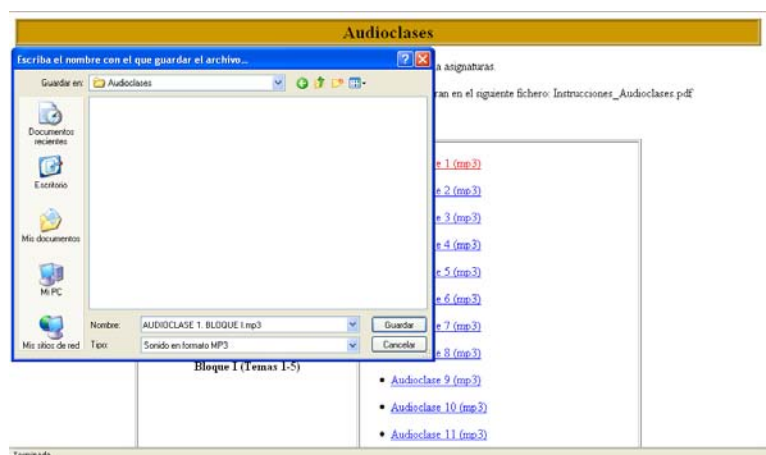 Audioclases
Escriba el nombre con el que guardar el archivo...
a asignaturas.
Guardar en:
Audioclases
ran en el siguiente fichero: Instrucciones_Audioclases.pdf
Documentos
recientes
Escritorio
Mis documentos
Mi PC
Mis sitios de red
Nombre:
AUDIOCLASE 1. BLOQUE I.mp3
Guardar
Tipo:
Sonido en formato MP3
Cancelar
Bloque I (Temas 1-5)
e 1 (mp3)
e 2 (mp3)
e 3 (mp3)
e 4 (mp3)
e 5 (mp3)
e 6 (mp3)
e 7 (mp3)
e 8 (mp3)
Audioclase 9 (mp3)
Audioclase 10 (mp3)
Audioclase 11 (mp3)